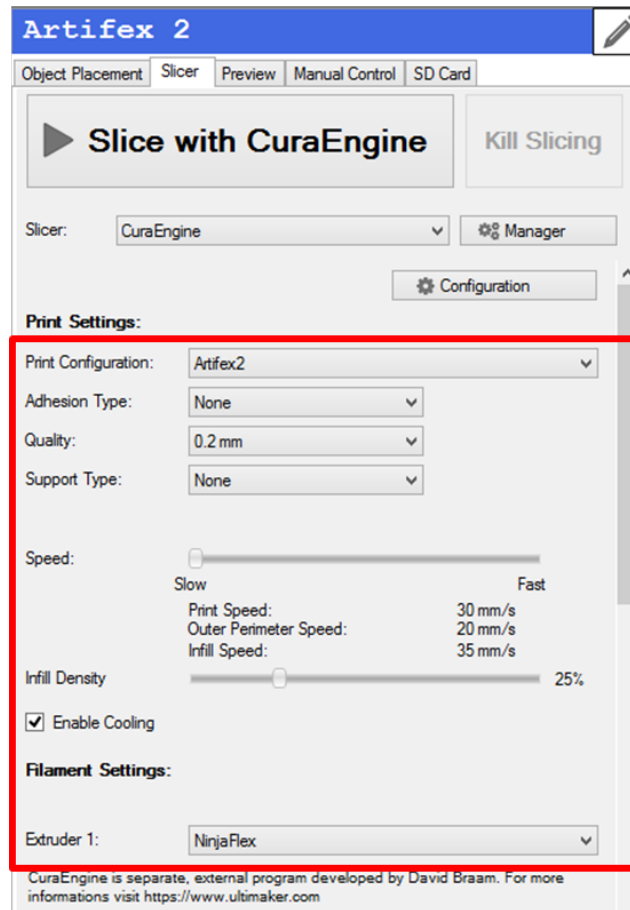 Artifex 2
Object Placement Slicer Preview Manual Control SD Card
Slice with CuraEngine Kill Slicing
Slicer: CuraEngine Manager
Configuration
Print Settings:
Print Configuration: Artifex2
Adhesion Type: None
Quality: 0.2 mm
Support Type: None
Speed:
Slow Fast
Print Speed: 30 mm/s
Outer Perimeter Speed: 20 mm/s
Infill Speed: 35 mm/s
Infill Density 25%
Enable Cooling
Filament Settings:
Extruder 1: NinjaFlex
CuraEngine is separate, external program developed by David Braam. For more
informations visit https://www.ultimaker.com